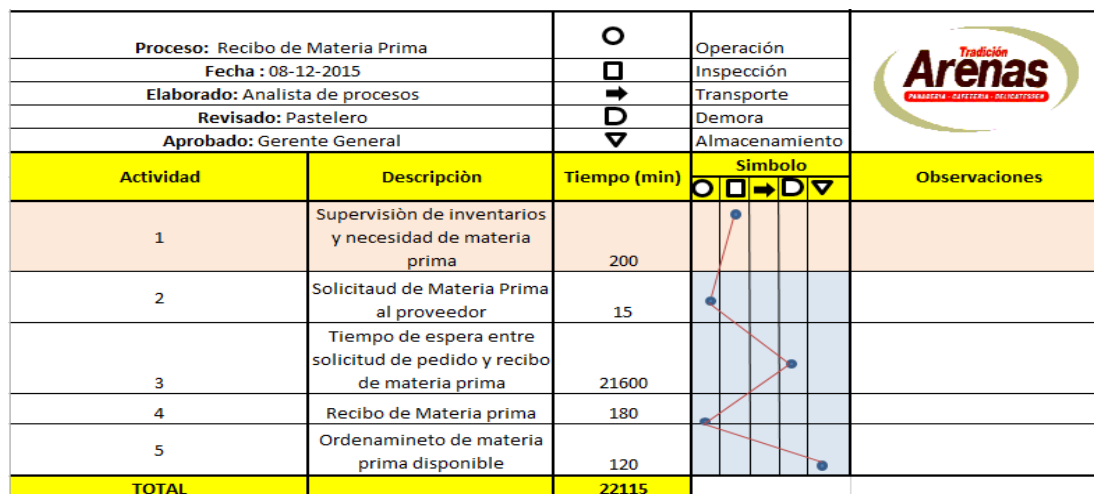 Proceso: Recibo de Materia Prima
Operación
Fecha : 08-12-2015
Inspección
Elaborado: Analista de procesos
Transporte
Revisado: Pastelero
Demora
Aprobado: Gerente General
Almacenamiento
Tradición
Arenas
PANADERIA - CAFETERIA - DELICATESSEN
Actividad
Descripciòn
Tiempo (min)
Simbolo
Observaciones
1
Supervisiòn de inventarios
y necesidad de materia
prima
200
2
Solicitaud de Materia Prima
al proveedor
15
3
Tiempo de espera entre
solicitud de pedido y recibo
de materia prima
21600
4
Recibo de Materia prima
180
5
Ordenamineto de materia
prima disponible
120
TOTAL
22115